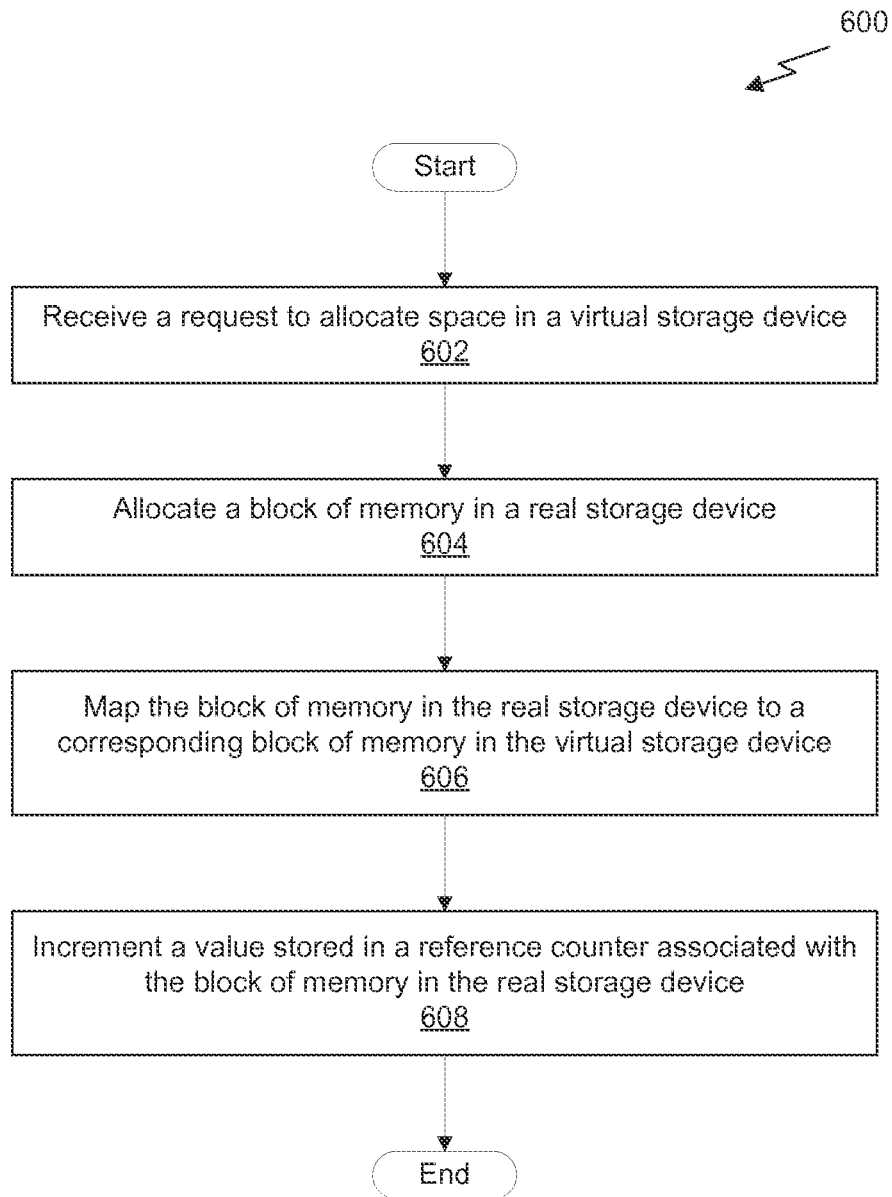 600
Start
Receive a request to allocate space in a virtual storage device
602
Allocate a block of memory in a real storage device
604
Map the block of memory in the real storage device to a
corresponding block of memory in the virtual storage device
606
Increment a value stored in a reference counter associated with
the block of memory in the real storage device
608
End